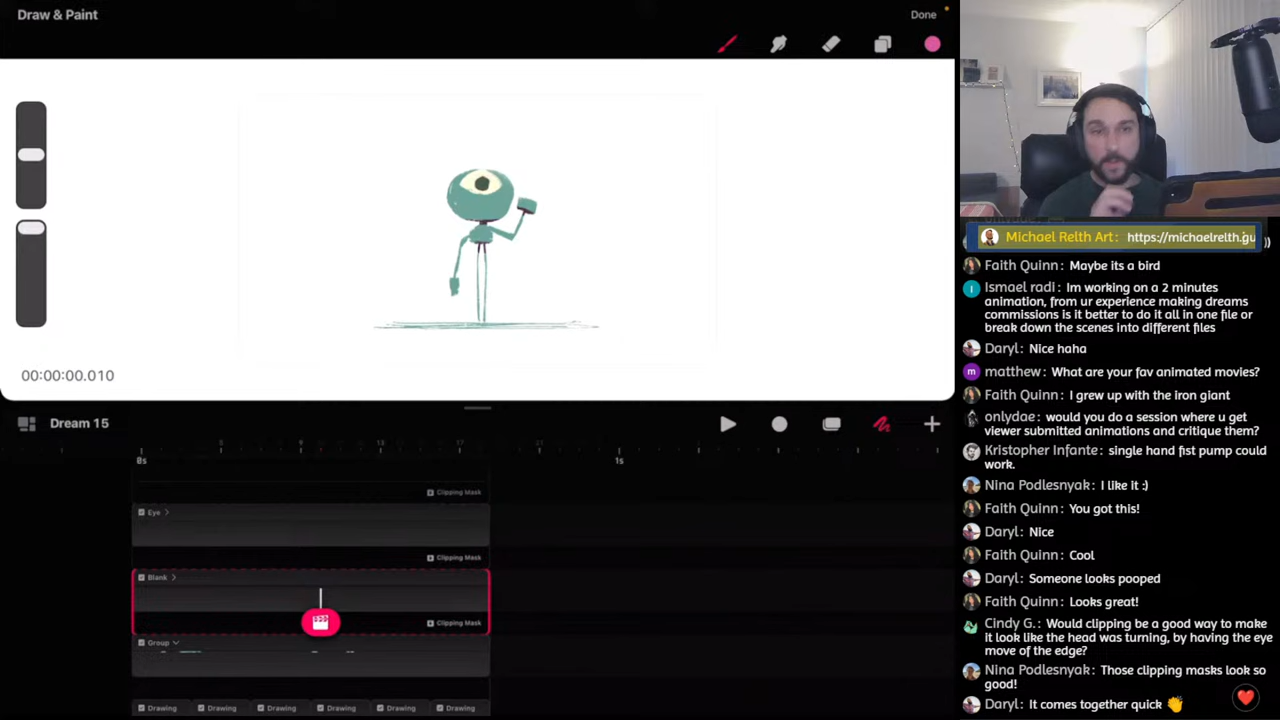 Draw & Paint
Done
00:00:00.010
Dream 15
5
9
13
17
21
0s
1s
Clipping Mask
Eye >
Clipping Mask
Blank >
Clipping Mask
Group
Drawing Drawing Drawing Drawing Drawing Drawing
Michael Relth Art: https://michaelrelth.gu
))
Faith Quinn: Maybe its a bird
Ismael radi: Im working on a 2 minutes
animation, from ur experience making dreams
commissions is it better to do it all in one file or
break down the scenes into different files
Daryl: Nice haha
matthew: What are your fav animated movies?
Faith Quinn: I grew up with the iron giant
onlydae: would you do a session where u get
viewer submitted animations and critique them?
Kristopher Infante: single hand fist pump could
work.
Nina Podlesnyak: I like it :)
Faith Quinn: You got this!
Daryl: Nice
Faith Quinn: Cool
Daryl: Someone looks pooped
Faith Quinn: Looks great!
Cindy G.: Would clipping be a good way to make
it look like the head was turning, by having the eye
move of the edge?
Nina Podlesnyak: Those clipping masks look so
good!
Daryl: It comes together quick 👏